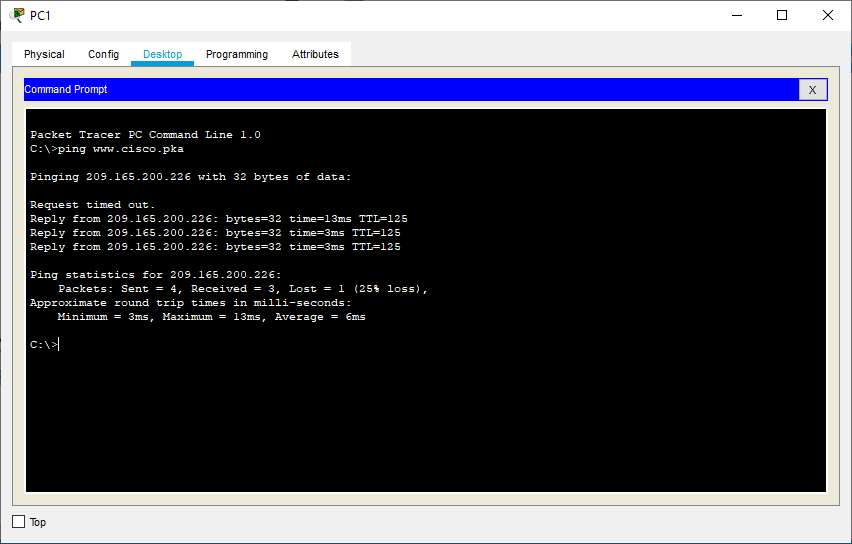 PC1
Physical Config Desktop Programming Attributes
Command Prompt X
Packet Tracer PC Command Line 1.0
C:\>ping www.cisco.pka
Pinging 209.165.200.226 with 32 bytes of data:
Request timed out.
Reply from 209.165.200.226: bytes=32 time=13ms TTL=125
Reply from 209.165.200.226: bytes=32 time=3ms TTL=125
Reply from 209.165.200.226: bytes=32 time=3ms TTL=125
Ping statistics for 209.165.200.226:
Packets: Sent = 4, Received = 3, Lost = 1 (25% loss),
Approximate round trip times in milli-seconds:
Minimum = 3ms, Maximum = 13ms, Average = 6ms
C:\>
Top